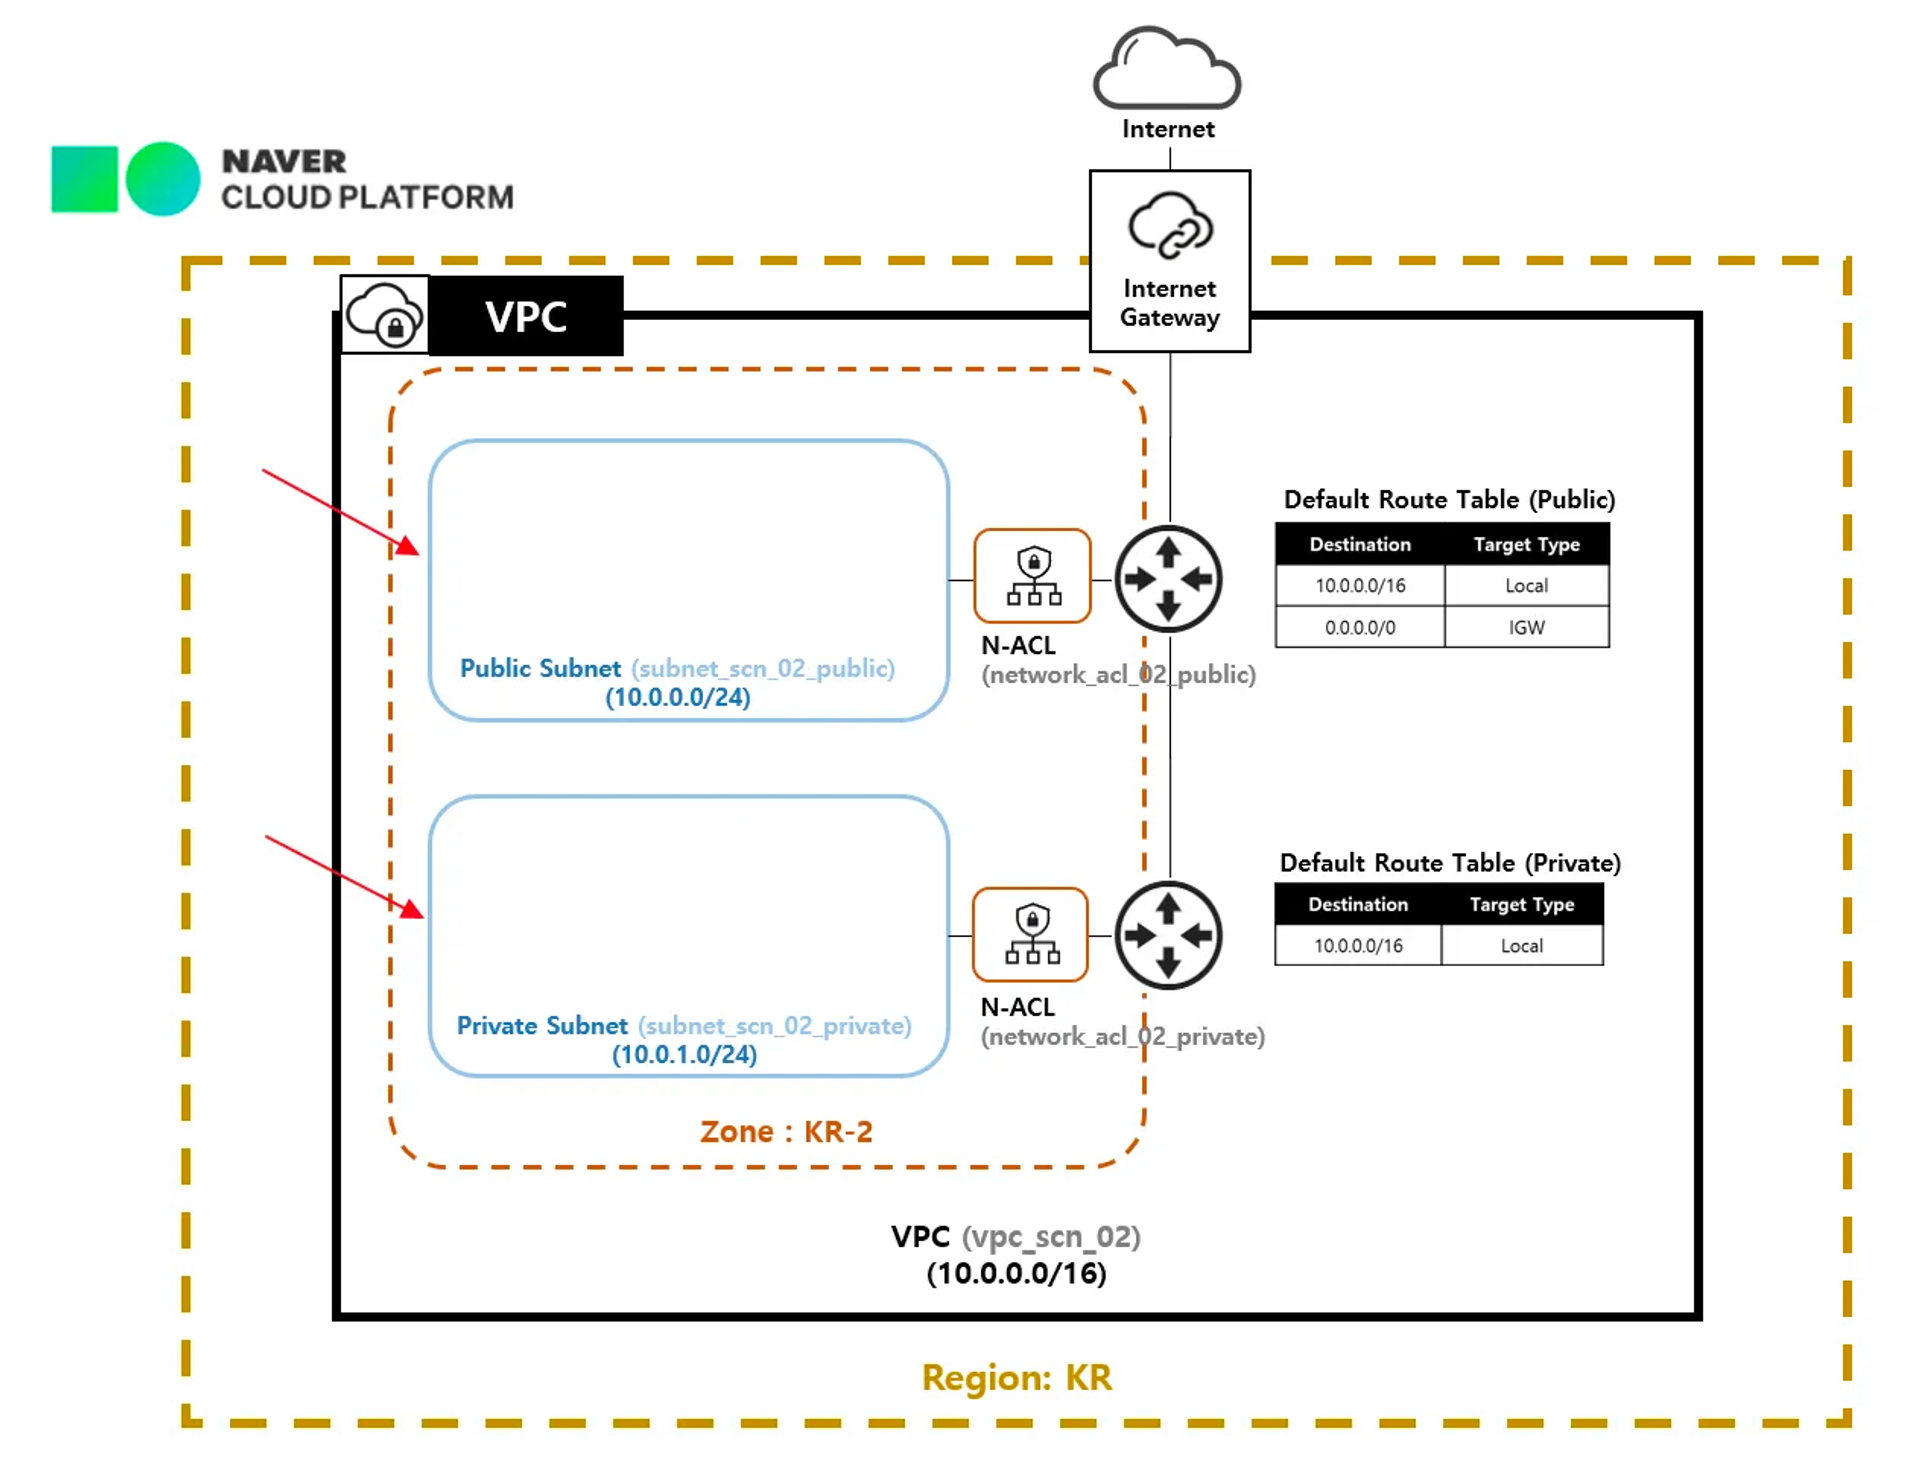 Internet
NAVER
CLOUD PLATFORM
Internet
Gateway
VPC
Default Route Table (Public)
Destination Target Type
10.0.0.0/16 Local
0.0.0.0/0 IGW
N-ACL
(network_acl_02_public)
Public Subnet (subnet_scn_02_public)
(10.0.0.0/24)
Default Route Table (Private)
Destination Target Type
10.0.0.0/16 Local
N-ACL
(network_acl_02_private)
Private Subnet (subnet_scn_02_private)
(10.0.1.0/24)
Zone : KR-2
VPC (vpc_scn_02)
(10.0.0.0/16)
Region: KR